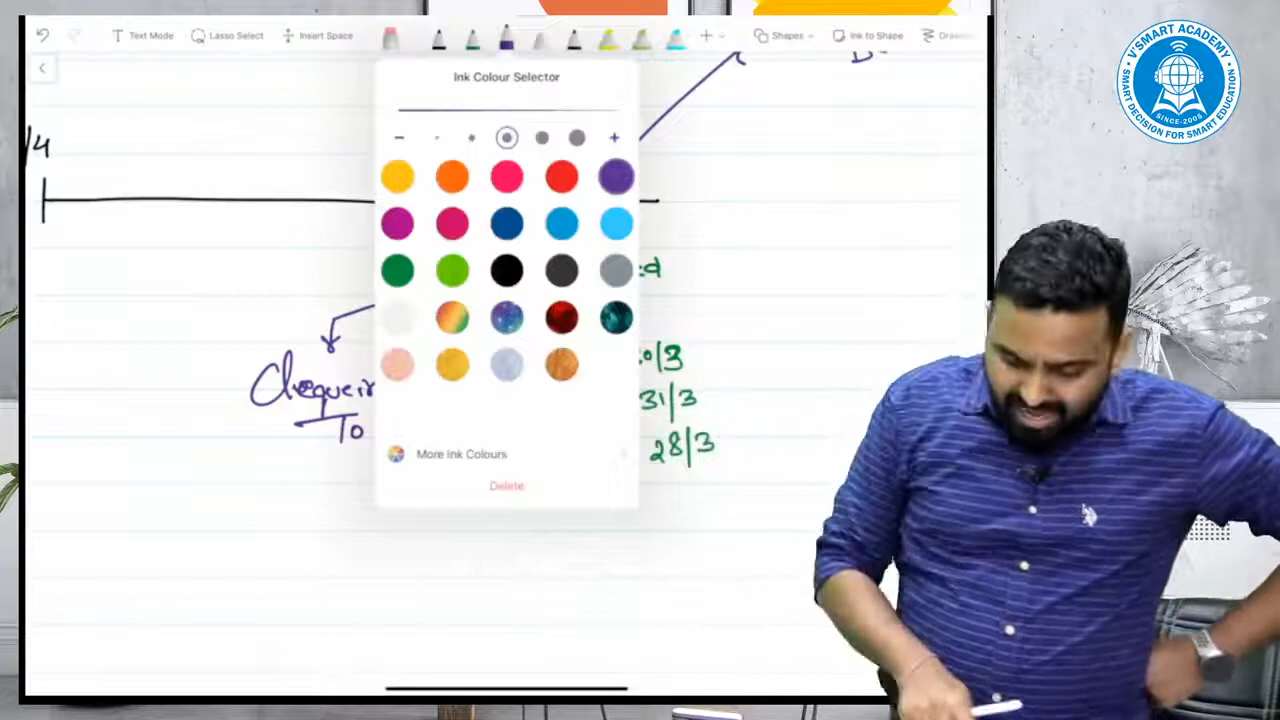 Text Mode
Lasso Select
Insert Space
Shapes
Ink to Shape
Ink Colour Selector
More Ink Colours
Delete
/4
31/3
28/3
To
V'SMART ACADEMY
SINCE-2005
SMART DECISION FOR SMART EDUCATION